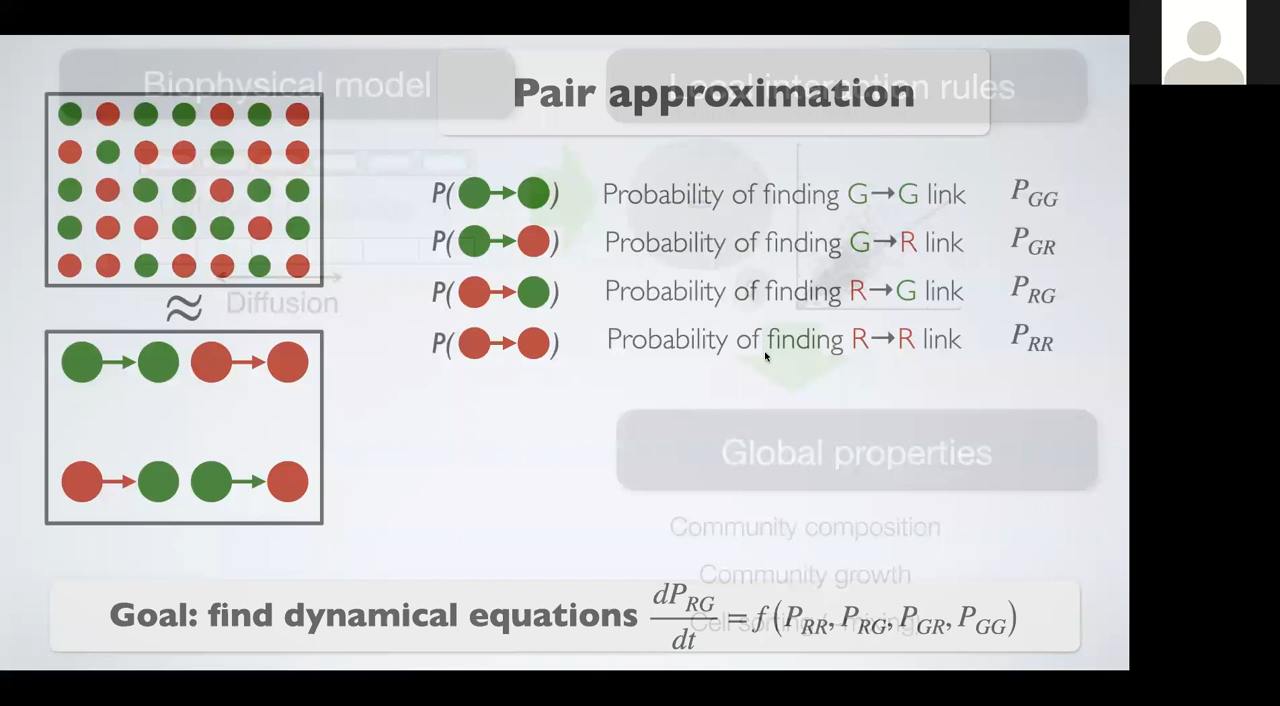 Biophysical model
Local interaction rules
Pair approximation
P( → ) Probability of finding G→G link P_GG
P( → ) Probability of finding G→R link P_GR
P( → ) Probability of finding R→G link P_RG
P( → ) Probability of finding R→R link P_RR
Diffusion
≈
Global properties
Community composition
Community growth
Goal: find dynamical equations dP_RG/dt = f(P_RR, P_RG, P_GR, P_GG)